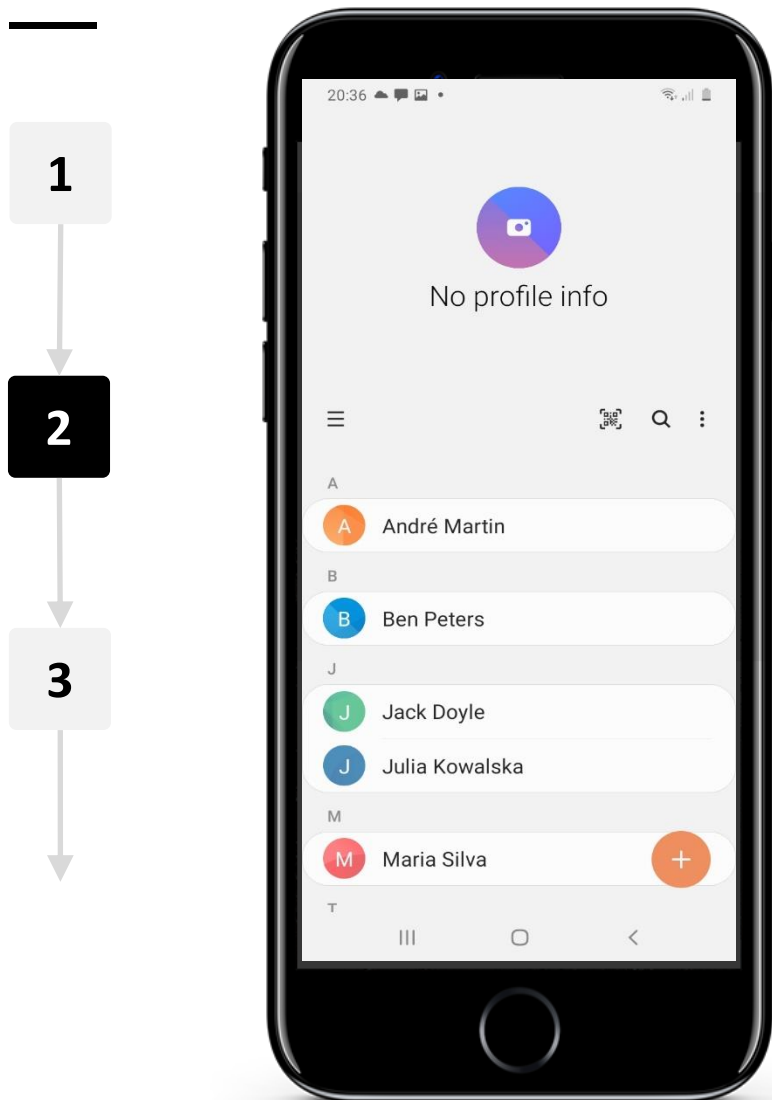 1
2
3
20:36
No profile info
A
A André Martin
B
B Ben Peters
J
J Jack Doyle
J Julia Kowalska
M
M Maria Silva
T